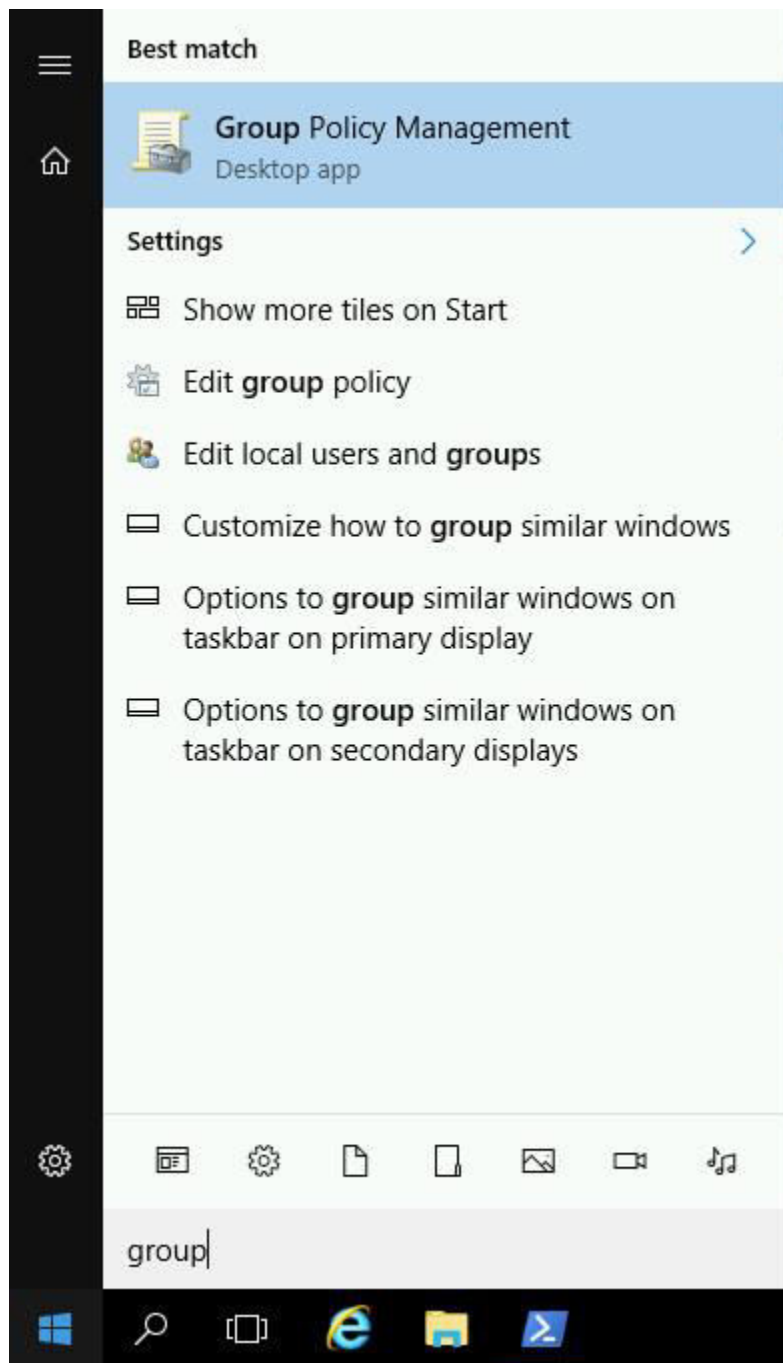 Best match
Group Policy Management
Desktop app
Settings
Show more tiles on Start
Edit group policy
Edit local users and groups
Customize how to group similar windows
Options to group similar windows on
taskbar on primary display
Options to group similar windows on
taskbar on secondary displays
group